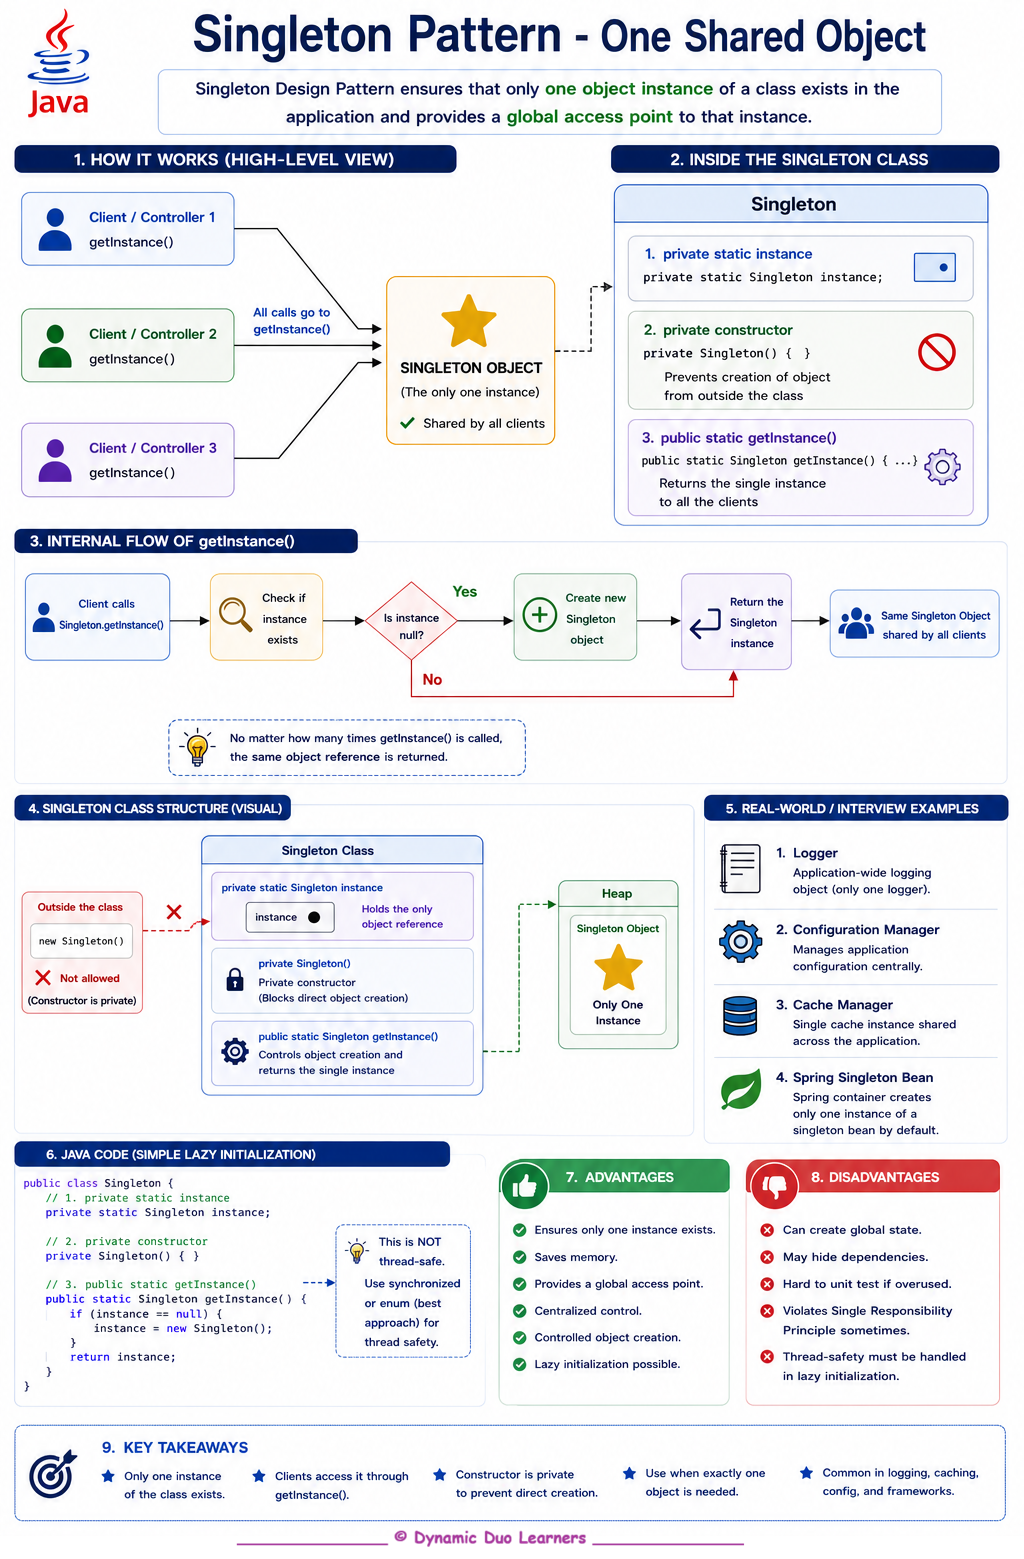 Java
Singleton Pattern - One Shared Object
Singleton Design Pattern ensures that only one object instance of a class exists in the
application and provides a global access point to that instance.
1. HOW IT WORKS (HIGH-LEVEL VIEW)
Client / Controller 1
getInstance()
Client / Controller 2
getInstance()
Client / Controller 3
getInstance()
All calls go to
getInstance()
SINGLETON OBJECT
(The only one instance)
Shared by all clients
2. INSIDE THE SINGLETON CLASS
Singleton
1. private static instance
private static Singleton instance;
2. private constructor
private Singleton() { }
Prevents creation of object
from outside the class
3. public static getInstance()
public static Singleton getInstance() { ...}
Returns the single instance
to all the clients
3. INTERNAL FLOW OF getInstance()
Client calls
Singleton.getInstance()
Check if
instance
exists
Is instance
null?
Yes
No
Create new
Singleton
object
Return the
Singleton
instance
Same Singleton Object
shared by all clients
No matter how many times getInstance() is called,
the same object reference is returned.
4. SINGLETON CLASS STRUCTURE (VISUAL)
Outside the class
new Singleton()
Not allowed
(Constructor is private)
Singleton Class
private static Singleton instance
instance
Holds the only
object reference
private Singleton()
Private constructor
(Blocks direct object creation)
public static Singleton getInstance()
Controls object creation and
returns the single instance
Heap
Singleton Object
Only One
Instance
5. REAL-WORLD / INTERVIEW EXAMPLES
1. Logger
Application-wide logging
object (only one logger).
2. Configuration Manager
Manages application
configuration centrally.
3. Cache Manager
Single cache instance shared
across the application.
4. Spring Singleton Bean
Spring container creates
only one instance of a
singleton bean by default.
6. JAVA CODE (SIMPLE LAZY INITIALIZATION)
public class Singleton {
// 1. private static instance
private static Singleton instance;
// 2. private constructor
private Singleton() { }
// 3. public static getInstance()
public static Singleton getInstance() {
if (instance == null) {
instance = new Singleton();
}
return instance;
}
}
This is NOT
thread-safe.
Use synchronized
or enum (best
approach) for
thread safety.
7. ADVANTAGES
Ensures only one instance exists.
Saves memory.
Provides a global access point.
Centralized control.
Controlled object creation.
Lazy initialization possible.
8. DISADVANTAGES
Can create global state.
May hide dependencies.
Hard to unit test if overused.
Violates Single Responsibility
Principle sometimes.
Thread-safety must be handled
in lazy initialization.
9. KEY TAKEAWAYS
Only one instance
of the class exists.
Clients access it through
getInstance().
Constructor is private
to prevent direct creation.
Use when exactly one
object is needed.
Common in logging, caching,
config, and frameworks.
© Dynamic Duo Learners